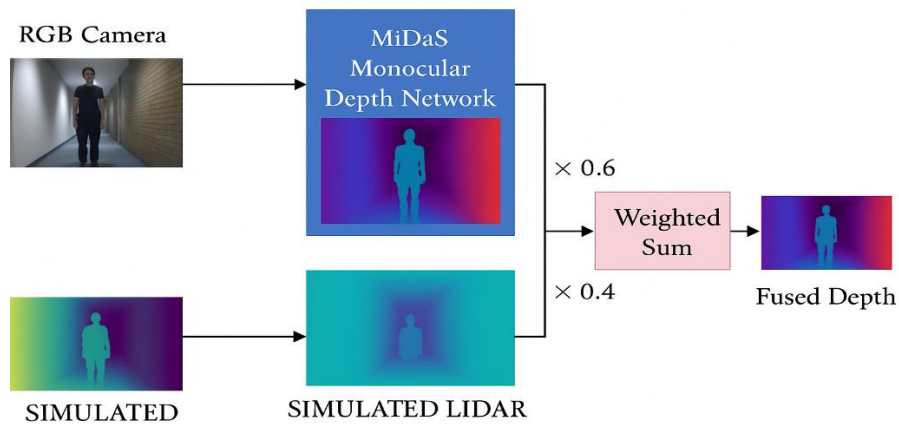 RGB Camera
MiDaS
Monocular
Depth Network
× 0.6
Weighted
Sum
× 0.4
Fused Depth
SIMULATED
SIMULATED LIDAR